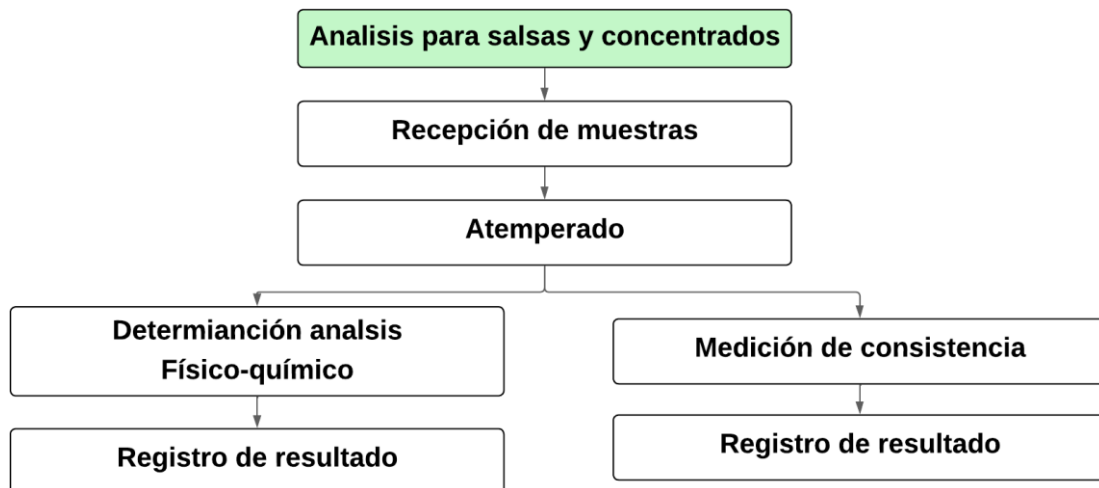 Analisis para salsas y concentrados
Recepción de muestras
Atemperado
Determiancción analsis
Físico-químico
Medición de consistencia
Registro de resultado
Registro de resultado